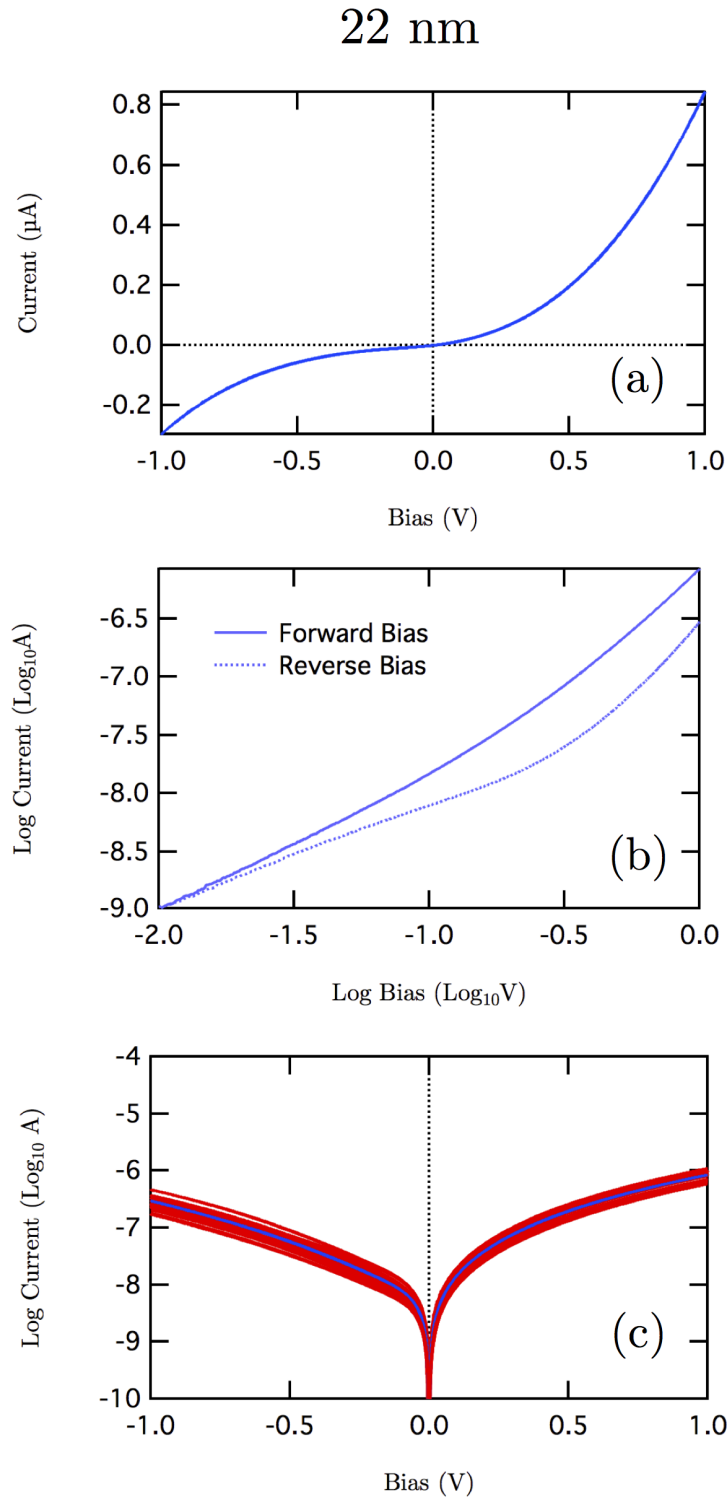 22 nm
Current (µA)
0.8
0.6
0.4
0.2
0.0
-0.2
(a)
-1.0 -0.5 0.0 0.5 1.0
Bias (V)
Log Current (Log₁₀A)
-6.5
-7.0
-7.5
-8.0
-8.5
-9.0
Forward Bias
Reverse Bias
(b)
-2.0 -1.5 -1.0 -0.5 0.0
Log Bias (Log₁₀V)
Log Current (Log₁₀ A)
-4
-5
-6
-7
-8
-9
-10
(c)
-1.0 -0.5 0.0 0.5 1.0
Bias (V)